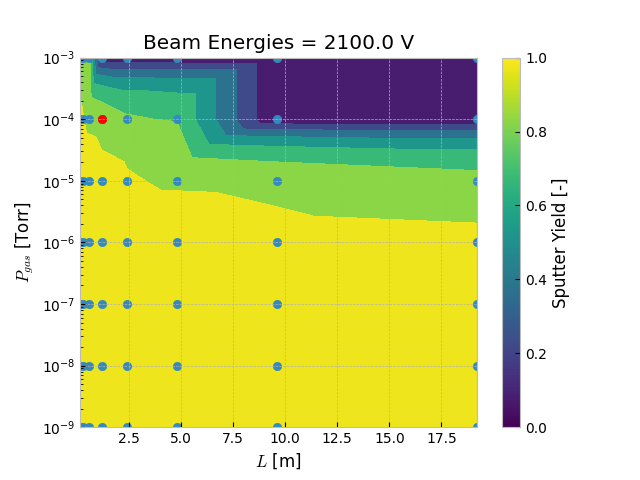 Beam Energies = 2100.0 V
10⁻³
10⁻⁴
10⁻⁵
10⁻⁶
10⁻⁷
10⁻⁸
10⁻⁹
P_gas [Torr]
2.5 5.0 7.5 10.0 12.5 15.0 17.5
L [m]
1.0
0.8
0.6
0.4
0.2
0.0
Sputter Yield [-]